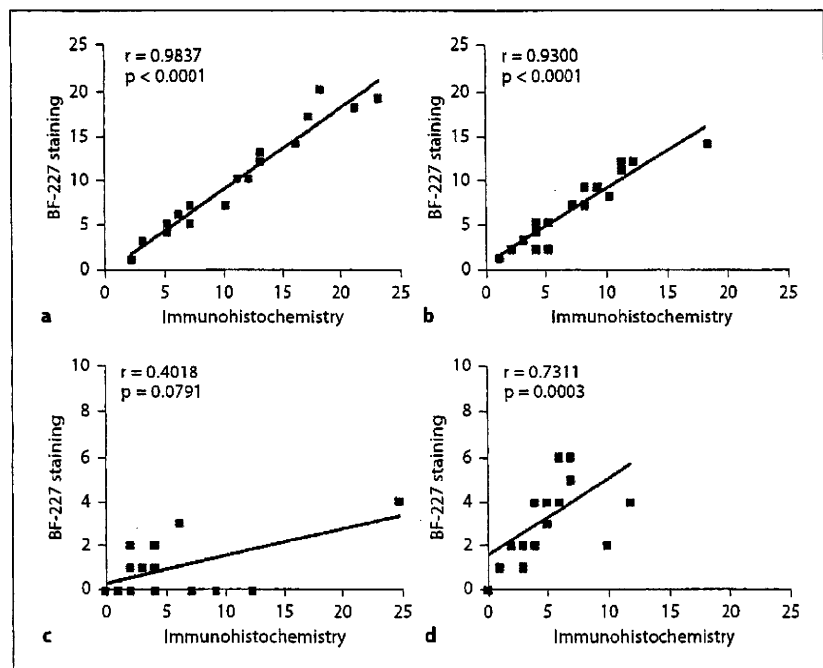 r = 0.9837
p < 0.0001
25
20
15
10
5
0
BF-227 staining
0 5 10 15 20 25
Immunohistochemistry
a
r = 0.9300
p < 0.0001
25
20
15
10
5
0
BF-227 staining
0 5 10 15 20 25
Immunohistochemistry
b
r = 0.4018
p = 0.0791
10
8
6
4
2
0
BF-227 staining
0 5 10 15 20 25
Immunohistochemistry
c
r = 0.7311
p = 0.0003
10
8
6
4
2
0
BF-227 staining
0 5 10 15 20 25
Immunohistochemistry
d